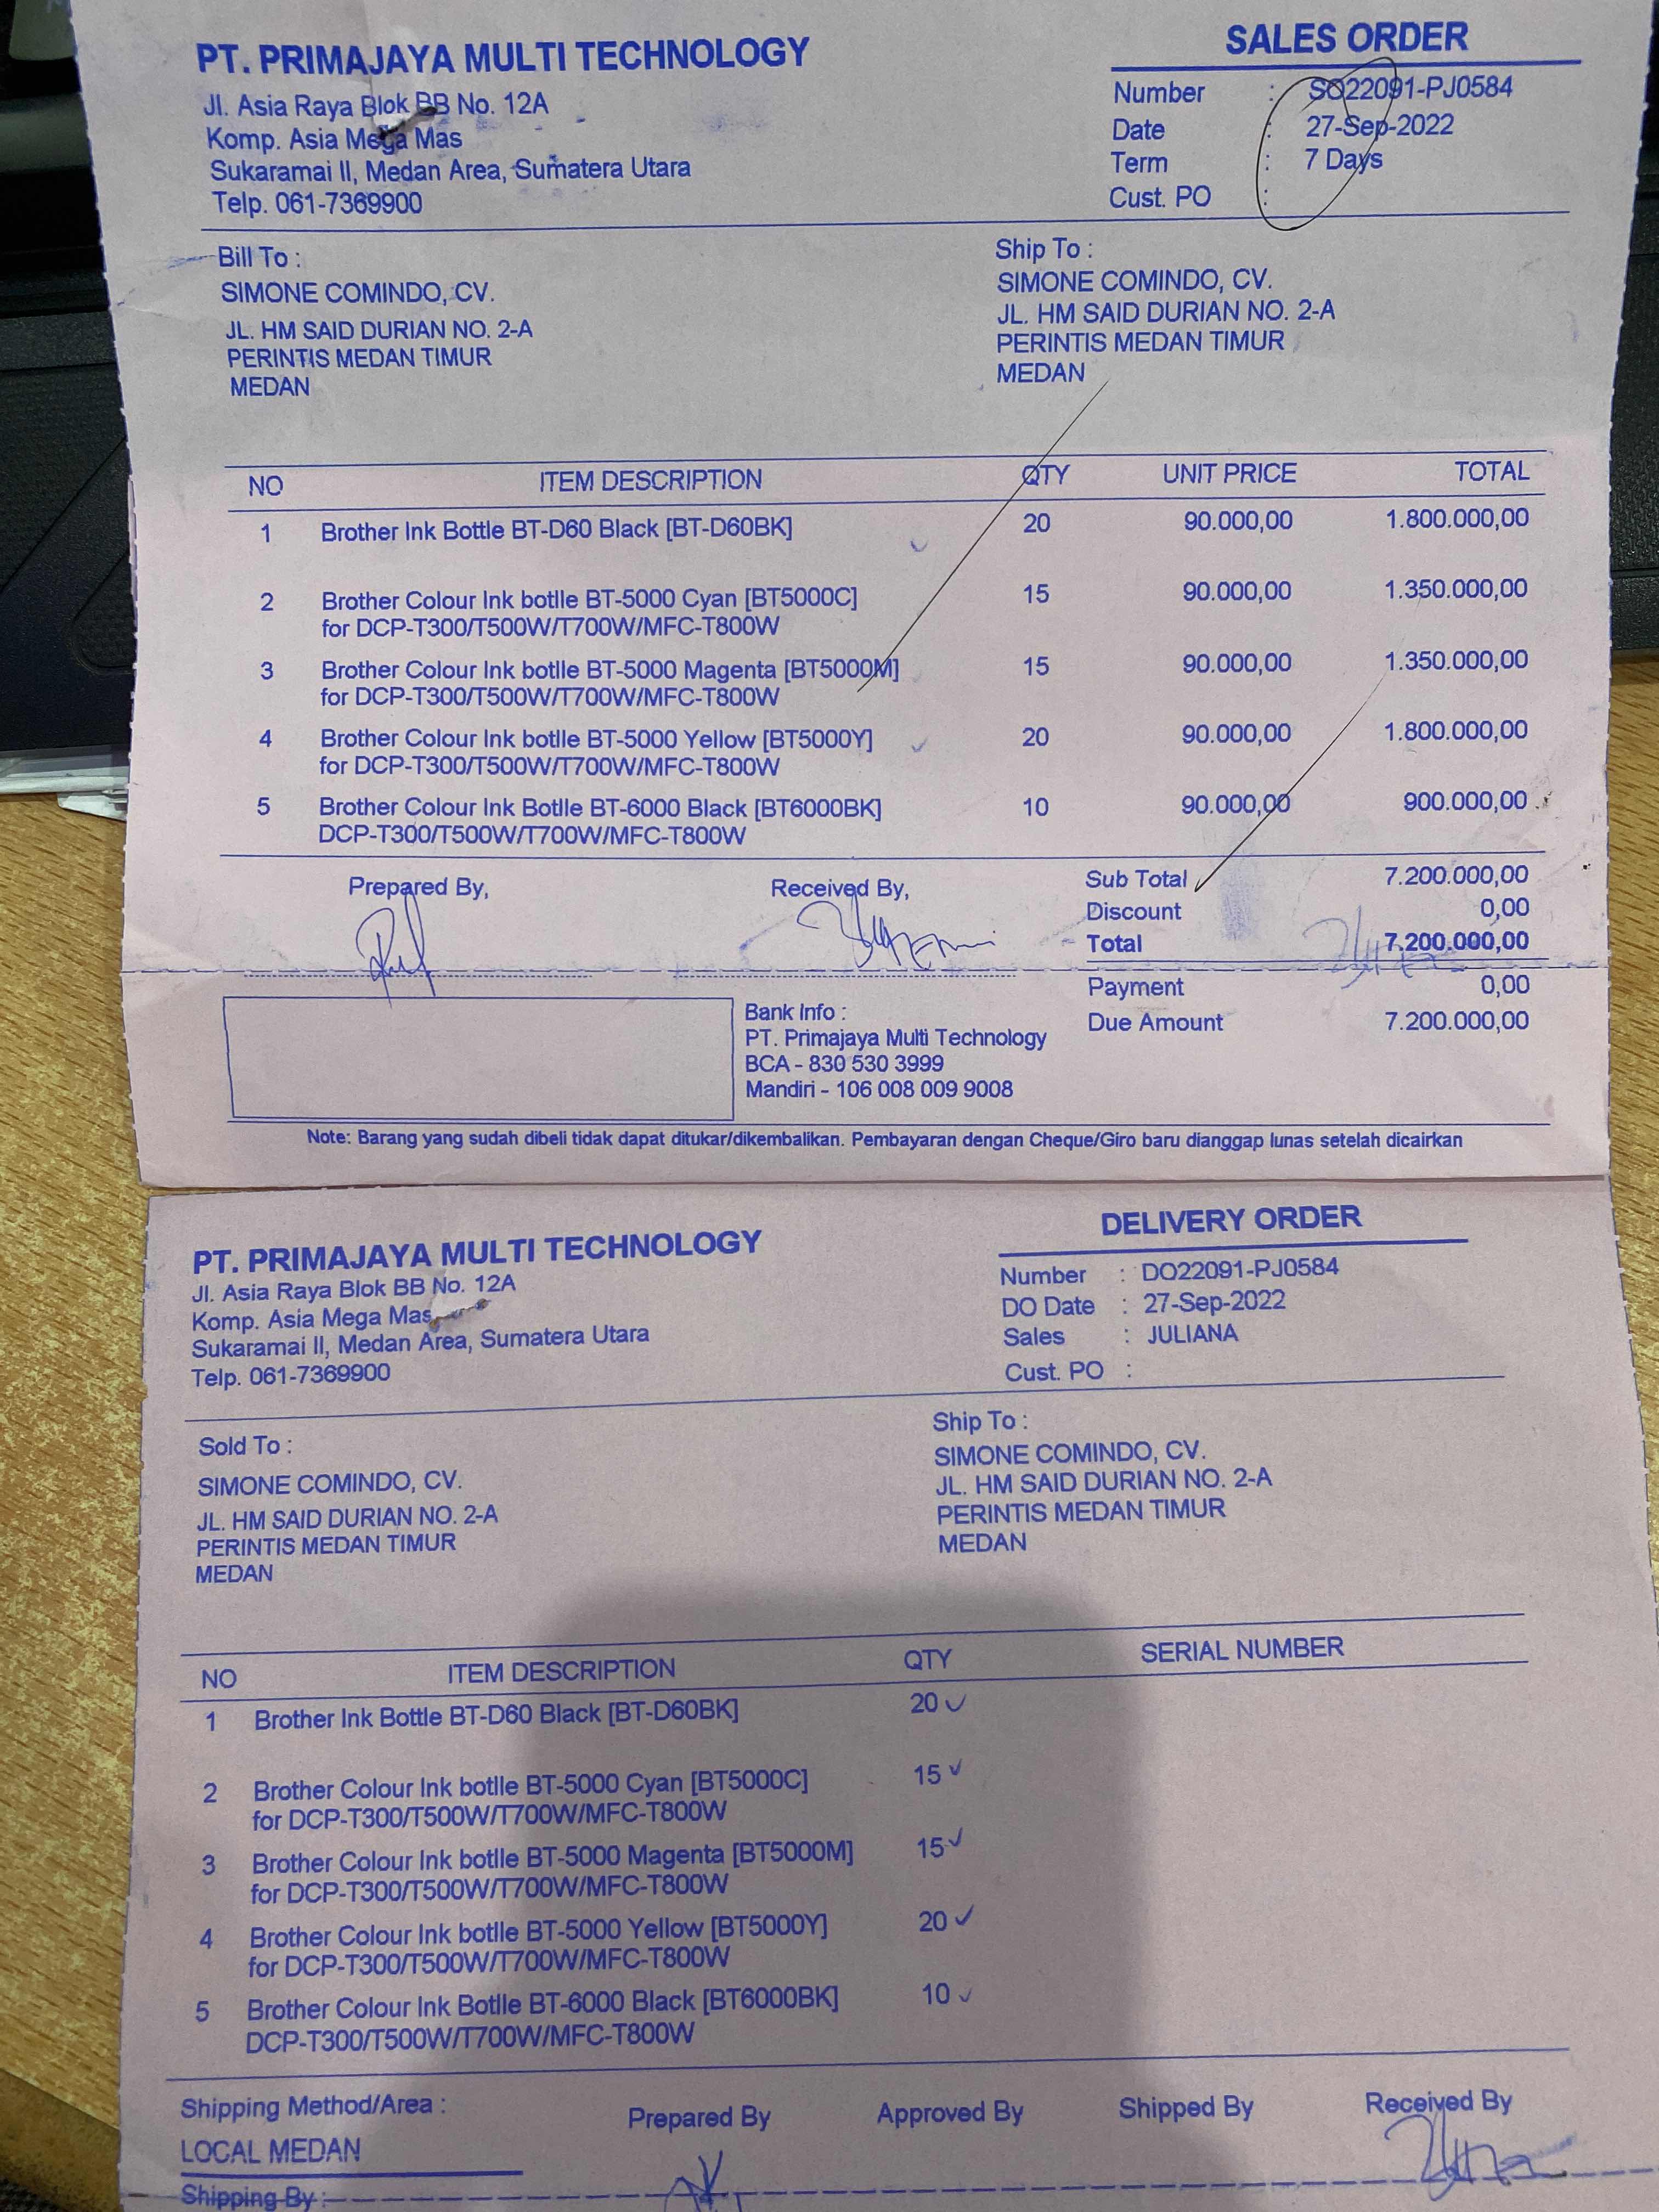 PT. PRIMAJAYA MULTI TECHNOLOGY
Jl. Asia Raya Blok BB No. 12A
Komp. Asia Mega Mas
Sukaramai II, Medan Area, Sumatera Utara
Telp. 061-7369900
SALES ORDER
Number : SO22091-PJ0584
Date : 27-Sep-2022
Term : 7 Days
Cust. PO :
Bill To :
SIMONE COMINDO, CV.
JL. HM SAID DURIAN NO. 2-A
PERINTIS MEDAN TIMUR
MEDAN
Ship To :
SIMONE COMINDO, CV.
JL. HM SAID DURIAN NO. 2-A
PERINTIS MEDAN TIMUR
MEDAN
NO ITEM DESCRIPTION QTY UNIT PRICE TOTAL
1 Brother Ink Bottle BT-D60 Black [BT-D60BK] 20 90.000,00 1.800.000,00
2 Brother Colour Ink botlle BT-5000 Cyan [BT5000C] 15 90.000,00 1.350.000,00
for DCP-T300/T500W/T700W/MFC-T800W
3 Brother Colour Ink botlle BT-5000 Magenta [BT5000M] 15 90.000,00 1.350.000,00
for DCP-T300/T500W/T700W/MFC-T800W
4 Brother Colour Ink botlle BT-5000 Yellow [BT5000Y] 20 90.000,00 1.800.000,00
for DCP-T300/T500W/T700W/MFC-T800W
5 Brother Colour Ink Botlle BT-6000 Black [BT6000BK] 10 90.000,00 900.000,00
DCP-T300/T500W/T700W/MFC-T800W
Prepared By, Received By,
Sub Total 7.200.000,00
Discount 0,00
Total 7.200.000,00
Payment 0,00
Due Amount 7.200.000,00
Bank Info :
PT. Primajaya Multi Technology
BCA - 830 530 3999
Mandiri - 106 008 009 9008
Note: Barang yang sudah dibeli tidak dapat ditukar/dikembalikan. Pembayaran dengan Cheque/Giro baru dianggap lunas setelah dicairkan
PT. PRIMAJAYA MULTI TECHNOLOGY
Jl. Asia Raya Blok BB No. 12A
Komp. Asia Mega Mas
Sukaramai II, Medan Area, Sumatera Utara
Telp. 061-7369900
DELIVERY ORDER
Number : DO22091-PJ0584
DO Date : 27-Sep-2022
Sales : JULIANA
Cust. PO :
Sold To :
SIMONE COMINDO, CV.
JL. HM SAID DURIAN NO. 2-A
PERINTIS MEDAN TIMUR
MEDAN
Ship To :
SIMONE COMINDO, CV.
JL. HM SAID DURIAN NO. 2-A
PERINTIS MEDAN TIMUR
MEDAN
NO ITEM DESCRIPTION QTY SERIAL NUMBER
1 Brother Ink Bottle BT-D60 Black [BT-D60BK] 20
2 Brother Colour Ink botlle BT-5000 Cyan [BT5000C] 15
for DCP-T300/T500W/T700W/MFC-T800W
3 Brother Colour Ink botlle BT-5000 Magenta [BT5000M] 15
for DCP-T300/T500W/T700W/MFC-T800W
4 Brother Colour Ink botlle BT-5000 Yellow [BT5000Y] 20
for DCP-T300/T500W/T700W/MFC-T800W
5 Brother Colour Ink Botlle BT-6000 Black [BT6000BK] 10
DCP-T300/T500W/T700W/MFC-T800W
Shipping Method/Area : Prepared By Approved By Shipped By Received By
LOCAL MEDAN
Shipping By :